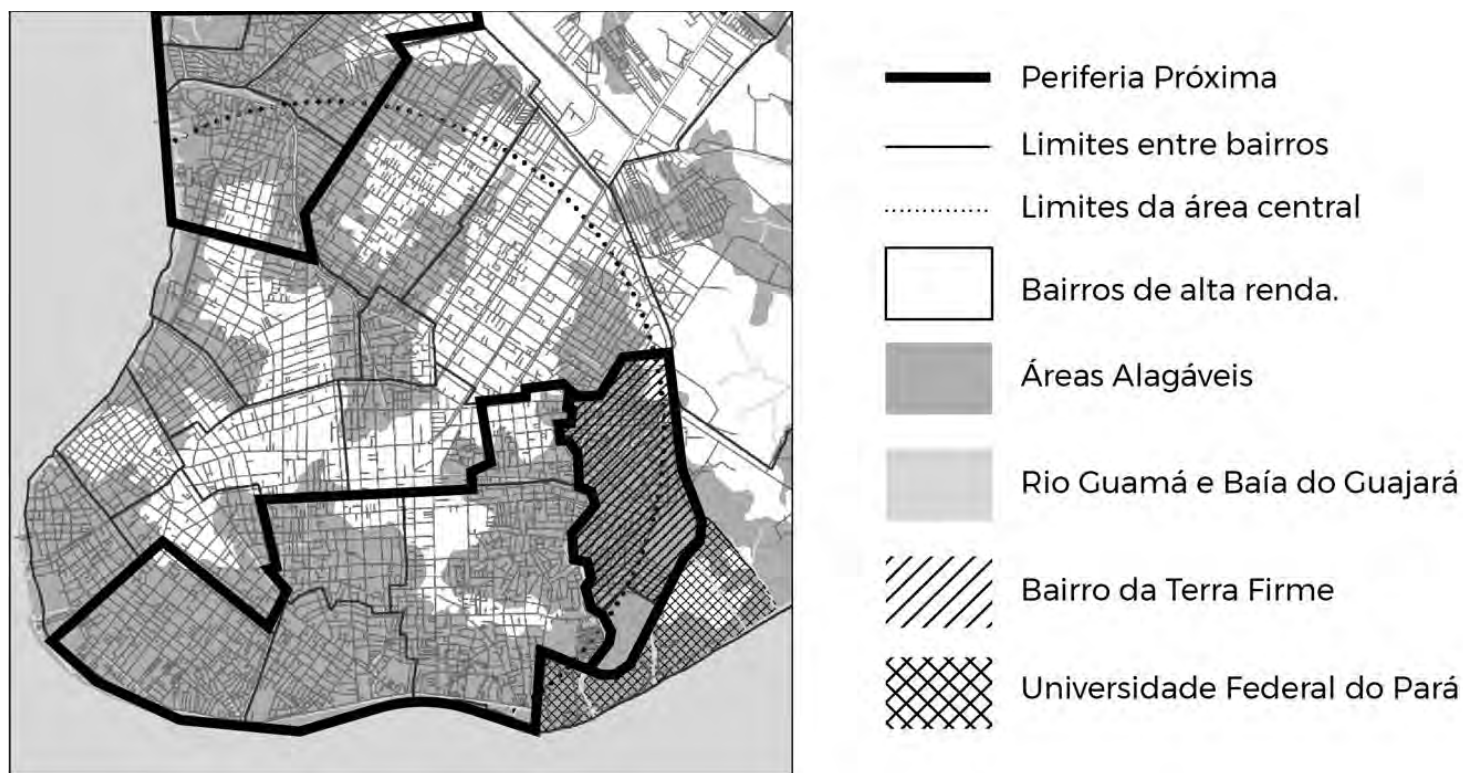 Periferia Próxima
Limites entre bairros
Limites da área central
Bairros de alta renda.
Áreas Alagáveis
Rio Guamá e Baía do Guajará
Bairro da Terra Firme
Universidade Federal do Pará